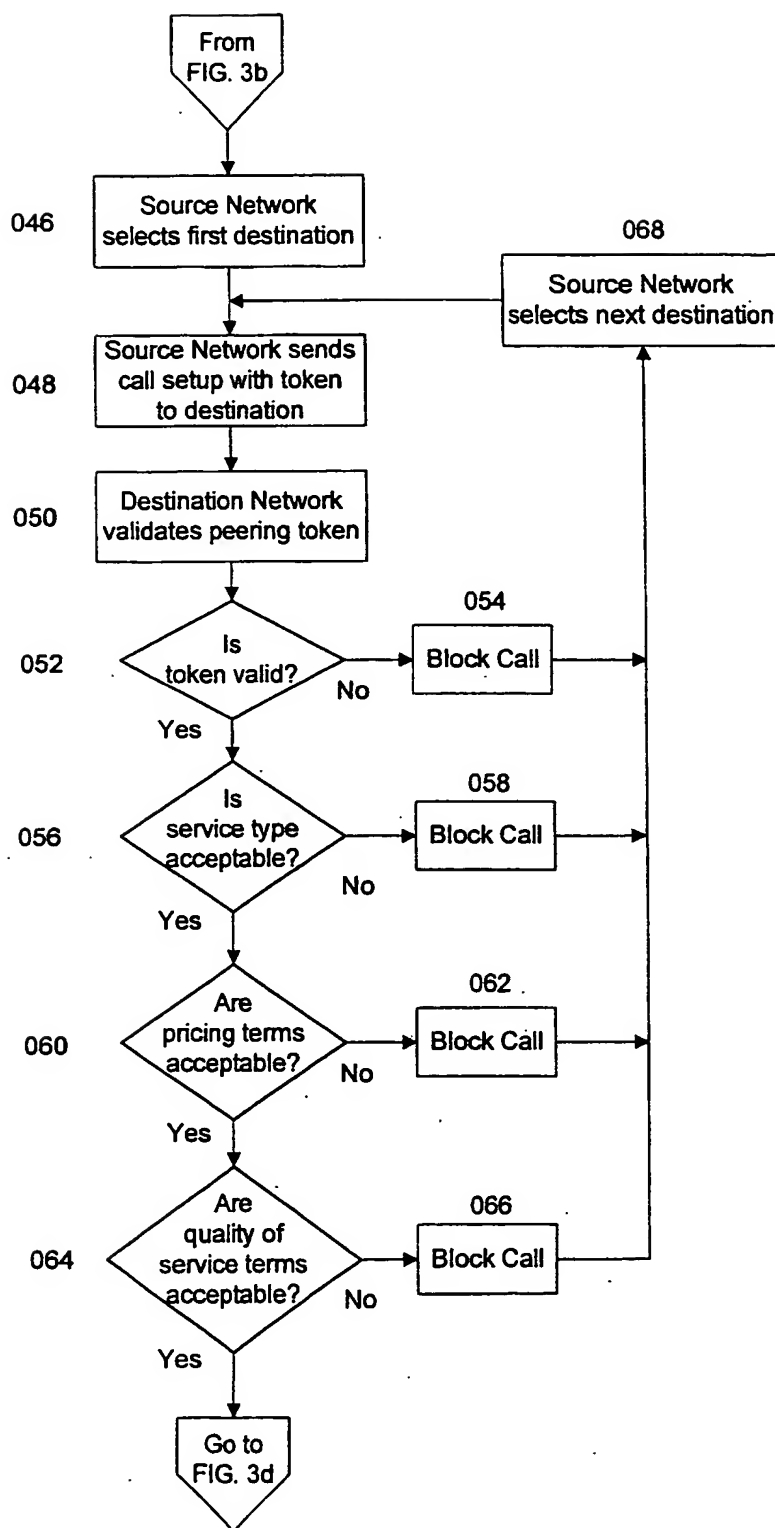 From
FIG. 3b
046
Source Network
selects first destination
068
Source Network
selects next destination
048
Source Network sends
call setup with token
to destination
050
Destination Network
validates peering token
052
Is
token valid?
No
Yes
054
Block Call
056
Is
service type
acceptable?
No
Yes
058
Block Call
060
Are
pricing terms
acceptable?
No
Yes
062
Block Call
064
Are
quality of
service terms
acceptable?
No
Yes
066
Block Call
Go to
FIG. 3d